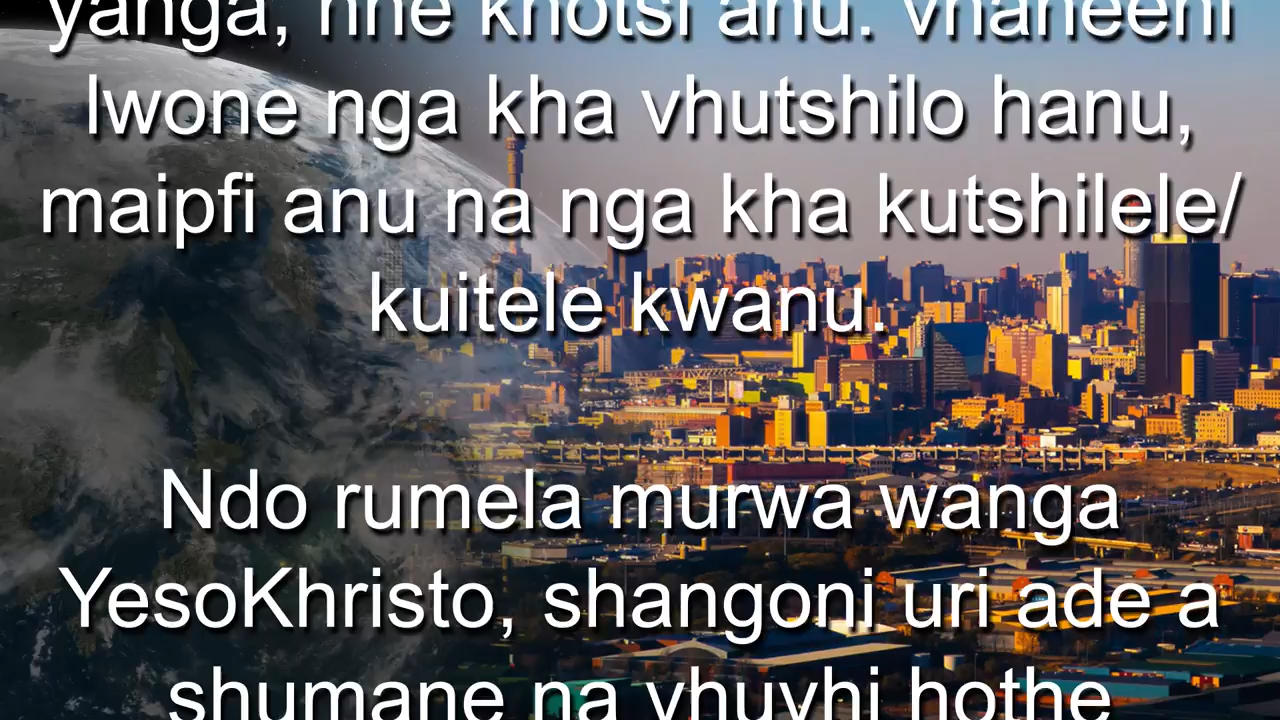 yanga, nne khotsi anu. Vhaneeni
lwone nga kha vhutshilo hanu,
maipfi anu na nga kha kutshilele/
kuitele kwanu.
Ndo rumela murwa wanga
YesoKhristo, shangoni uri ade a
shumane na vhuvhi hothe